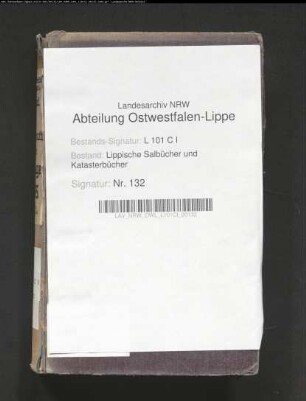 Landesarchiv NRW
Abteilung Ostwestfalen-Lippe
Bestands-Signatur: L 101 C I
Bestand: Lippische Salbücher und
Katasterbücher
Signatur: Nr. 132